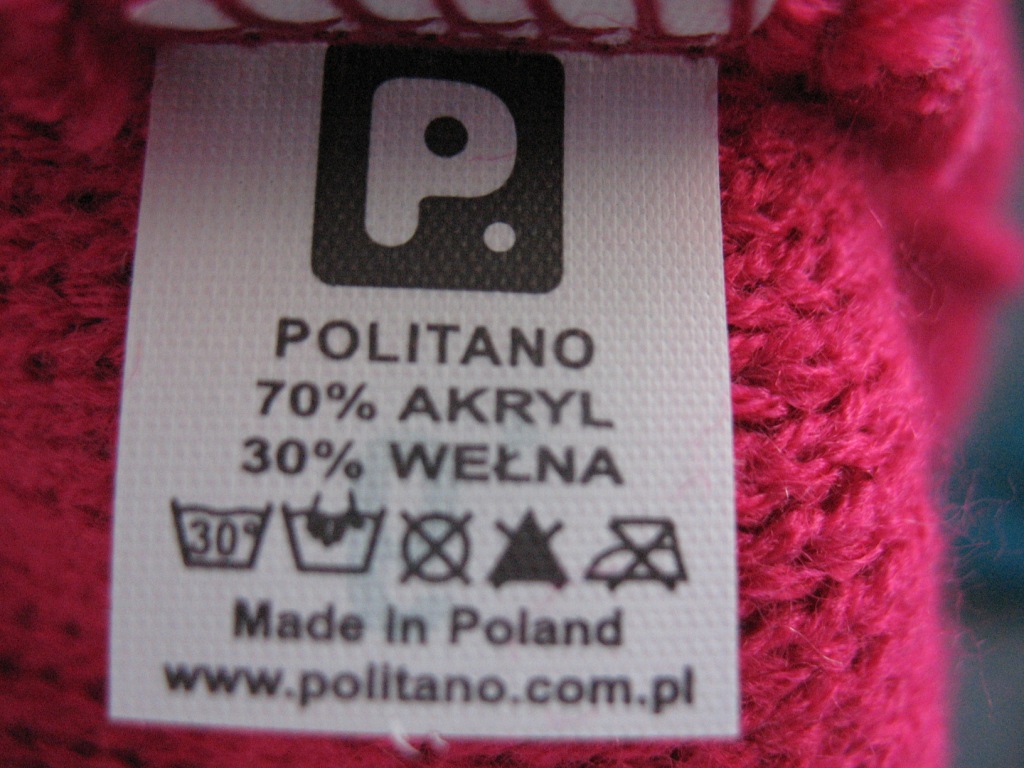 P.
POLITANO
70% AKRYL
30% WEŁNA
30°
Made in Poland
www.politano.com.pl